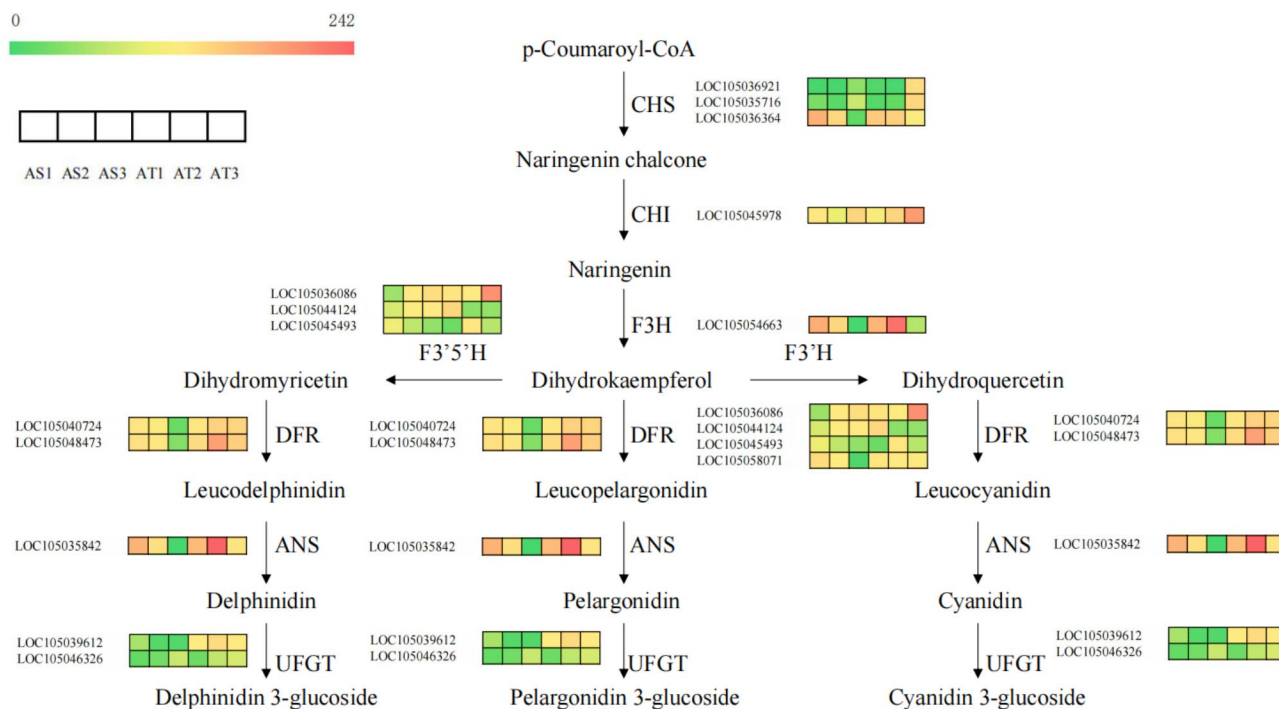 0 242
AS1 AS2 AS3 AT1 AT2 AT3
p-Coumaroyl-CoA
LOC105036921
LOC105035716
LOC105036364
CHS
Naringenin chalcone
CHI
LOC105045978
Naringenin
LOC105036086
LOC105044124
LOC105045493
F3H
LOC105054663
F3’5’H
F3’H
Dihydromyricetin
Dihydrokaempferol
Dihydroquercetin
LOC105040724
LOC105048473
DFR
LOC105040724
LOC105048473
DFR
LOC105036086
LOC105044124
LOC105045493
LOC105058071
DFR
LOC105040724
LOC105048473
Leucodelphinidin
Leucopelargonidin
Leucocyanidin
LOC105035842
ANS
LOC105035842
ANS
ANS
LOC105035842
Delphinidin
Pelargonidin
Cyanidin
LOC105039612
LOC105046326
UFGT
LOC105039612
LOC105046326
UFGT
UFGT
LOC105039612
LOC105046326
Delphinidin 3-glucoside
Pelargonidin 3-glucoside
Cyanidin 3-glucoside